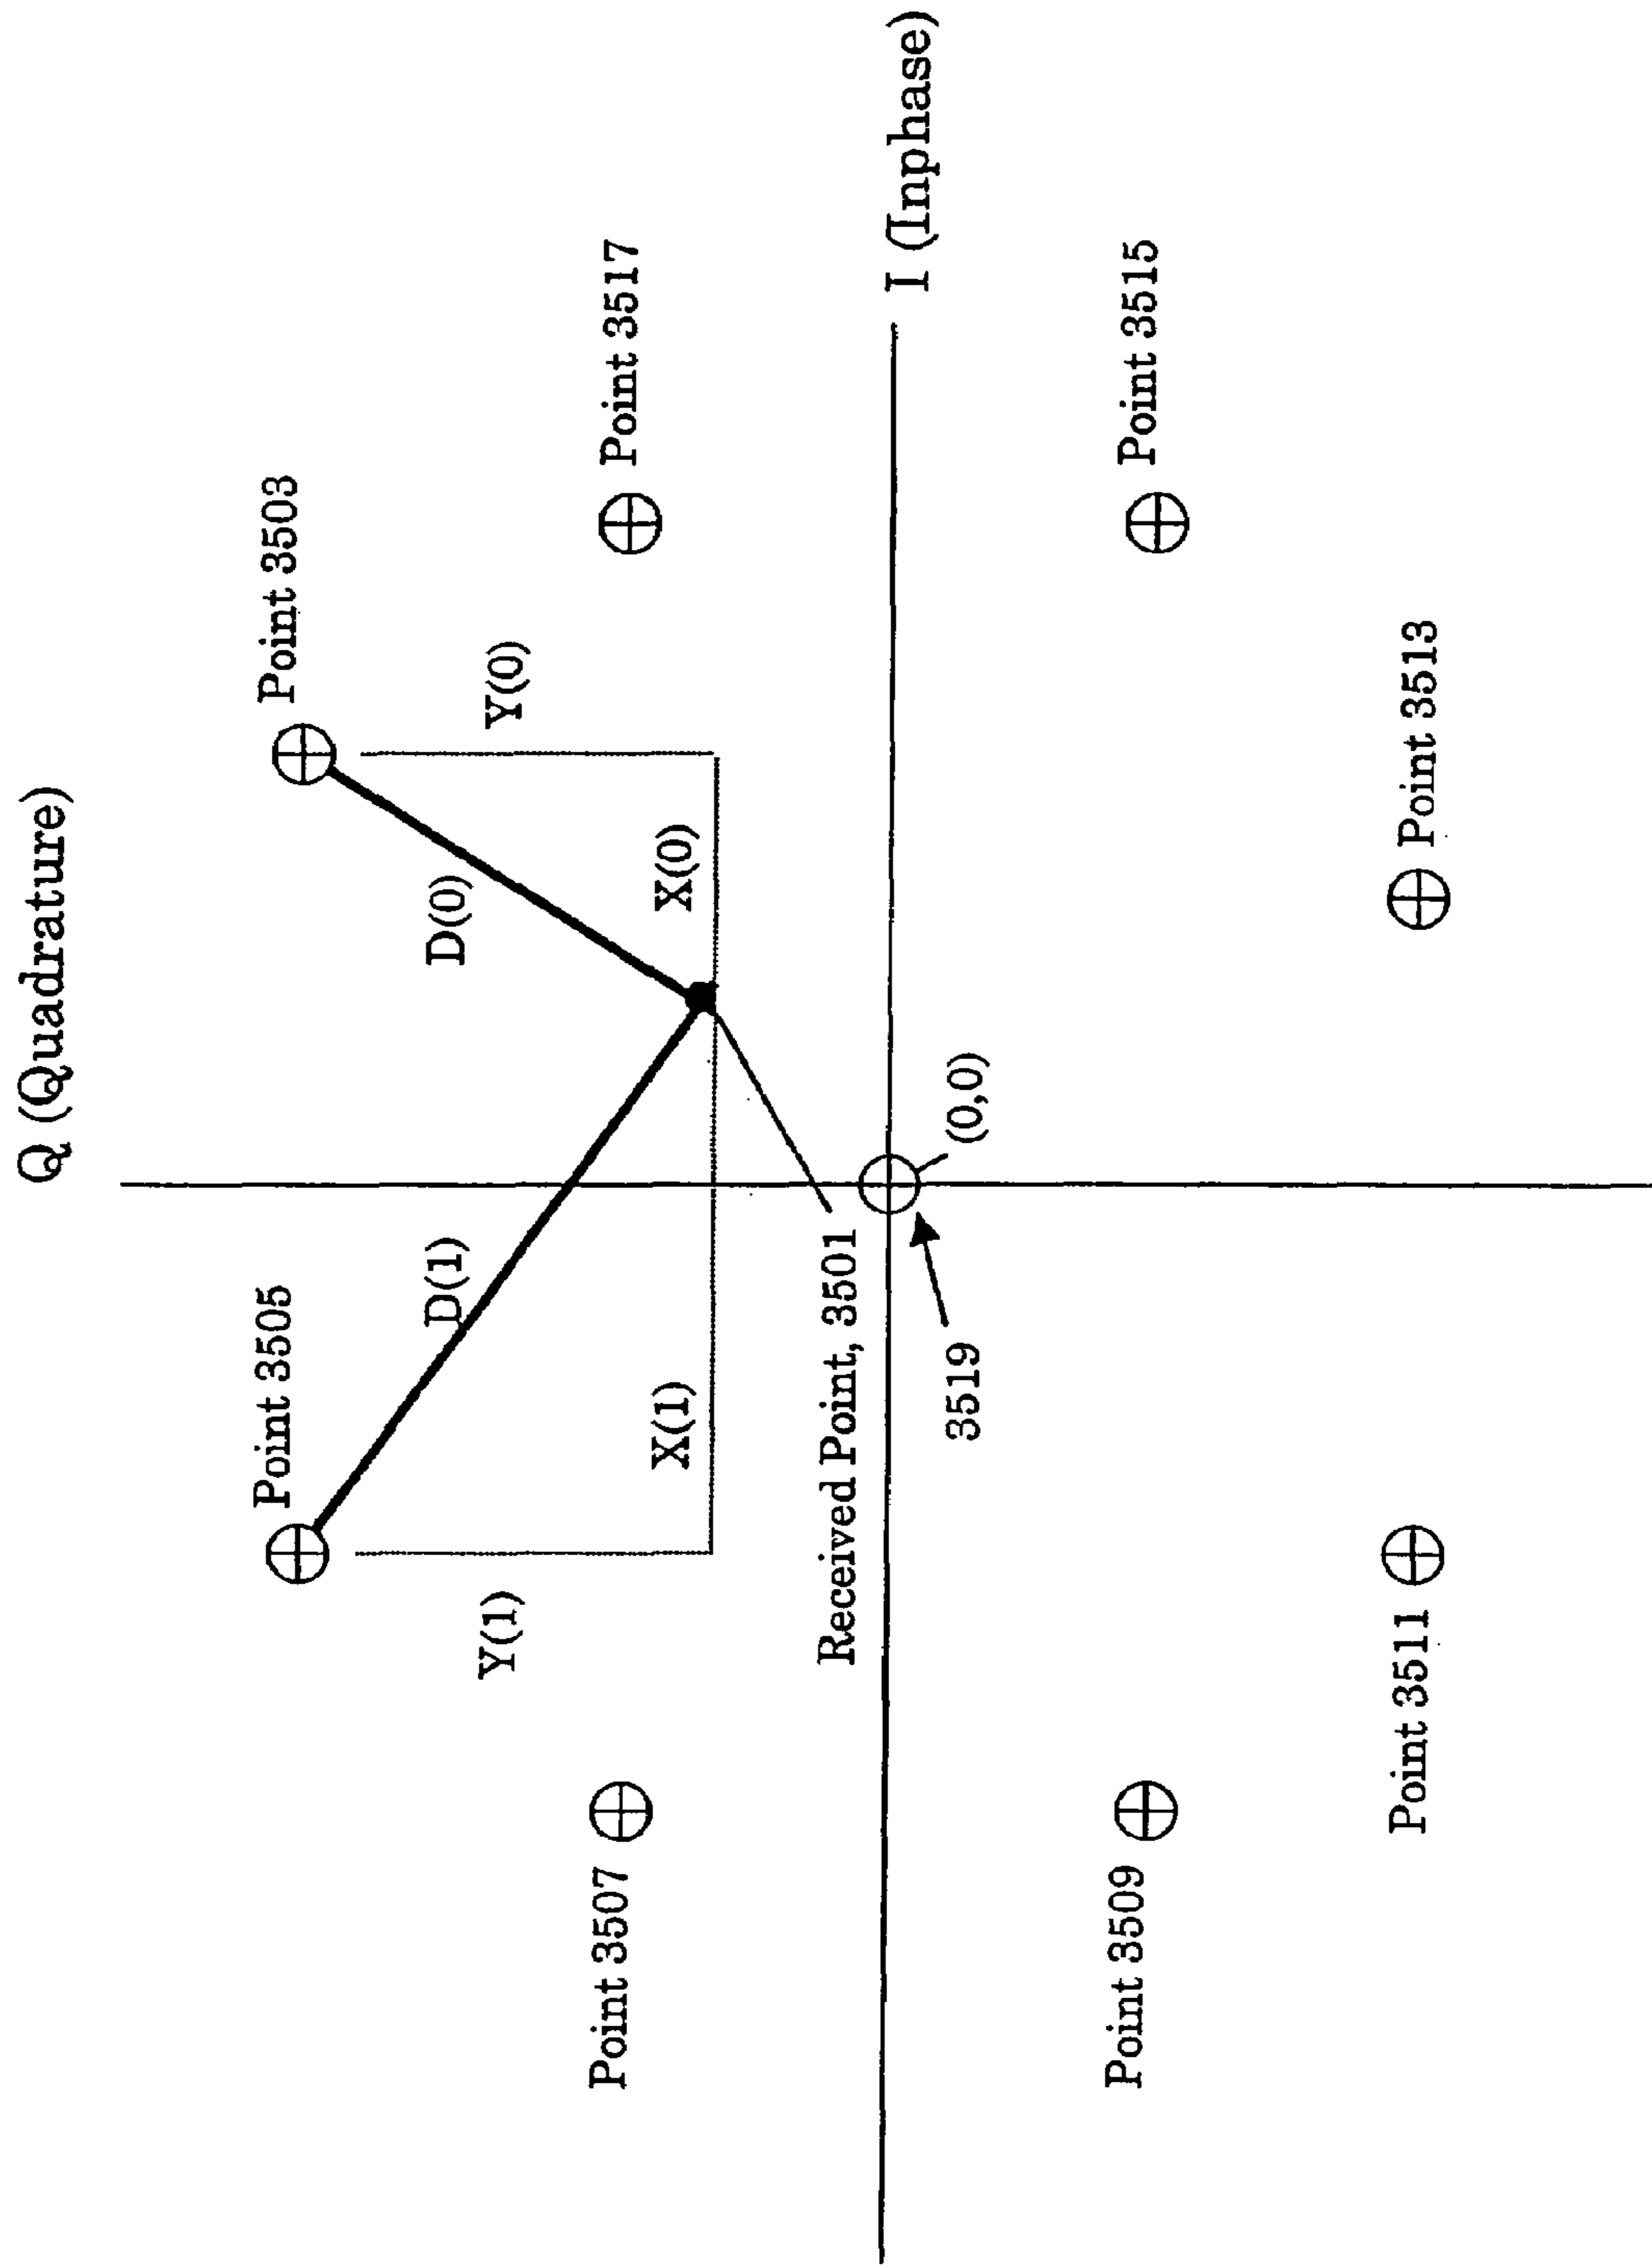 Q (Quadrature)
Point 3505
Point 3503
D(1)
D(0)
Y(1)
Y(0)
Point 3507
Point 3517
X(1)
X(0)
Received Point, 3501
I (Inphase)
(0,0)
3519
Point 3509
Point 3515
Point 3511
Point 3513